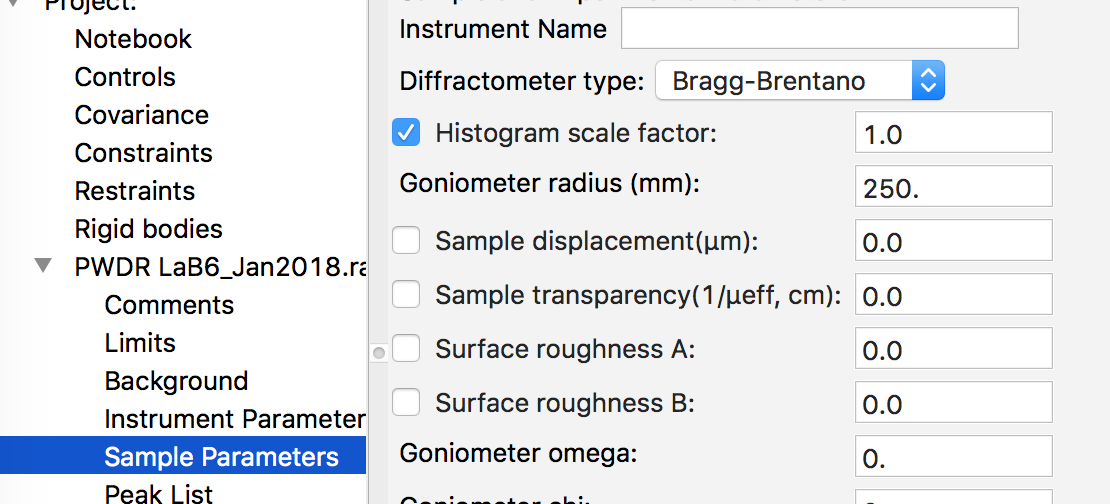 Project:
Notebook
Controls
Covariance
Constraints
Restraints
Rigid bodies
PWDR LaB6_Jan2018.ra
Comments
Limits
Background
Instrument Parameter
Sample Parameters
Peak List
Instrument Name
Diffractometer type: Bragg-Brentano
Histogram scale factor: 1.0
Goniometer radius (mm): 250.
Sample displacement(µm): 0.0
Sample transparency(1/µeff, cm): 0.0
Surface roughness A: 0.0
Surface roughness B: 0.0
Goniometer omega: 0.
Goniometer chi: